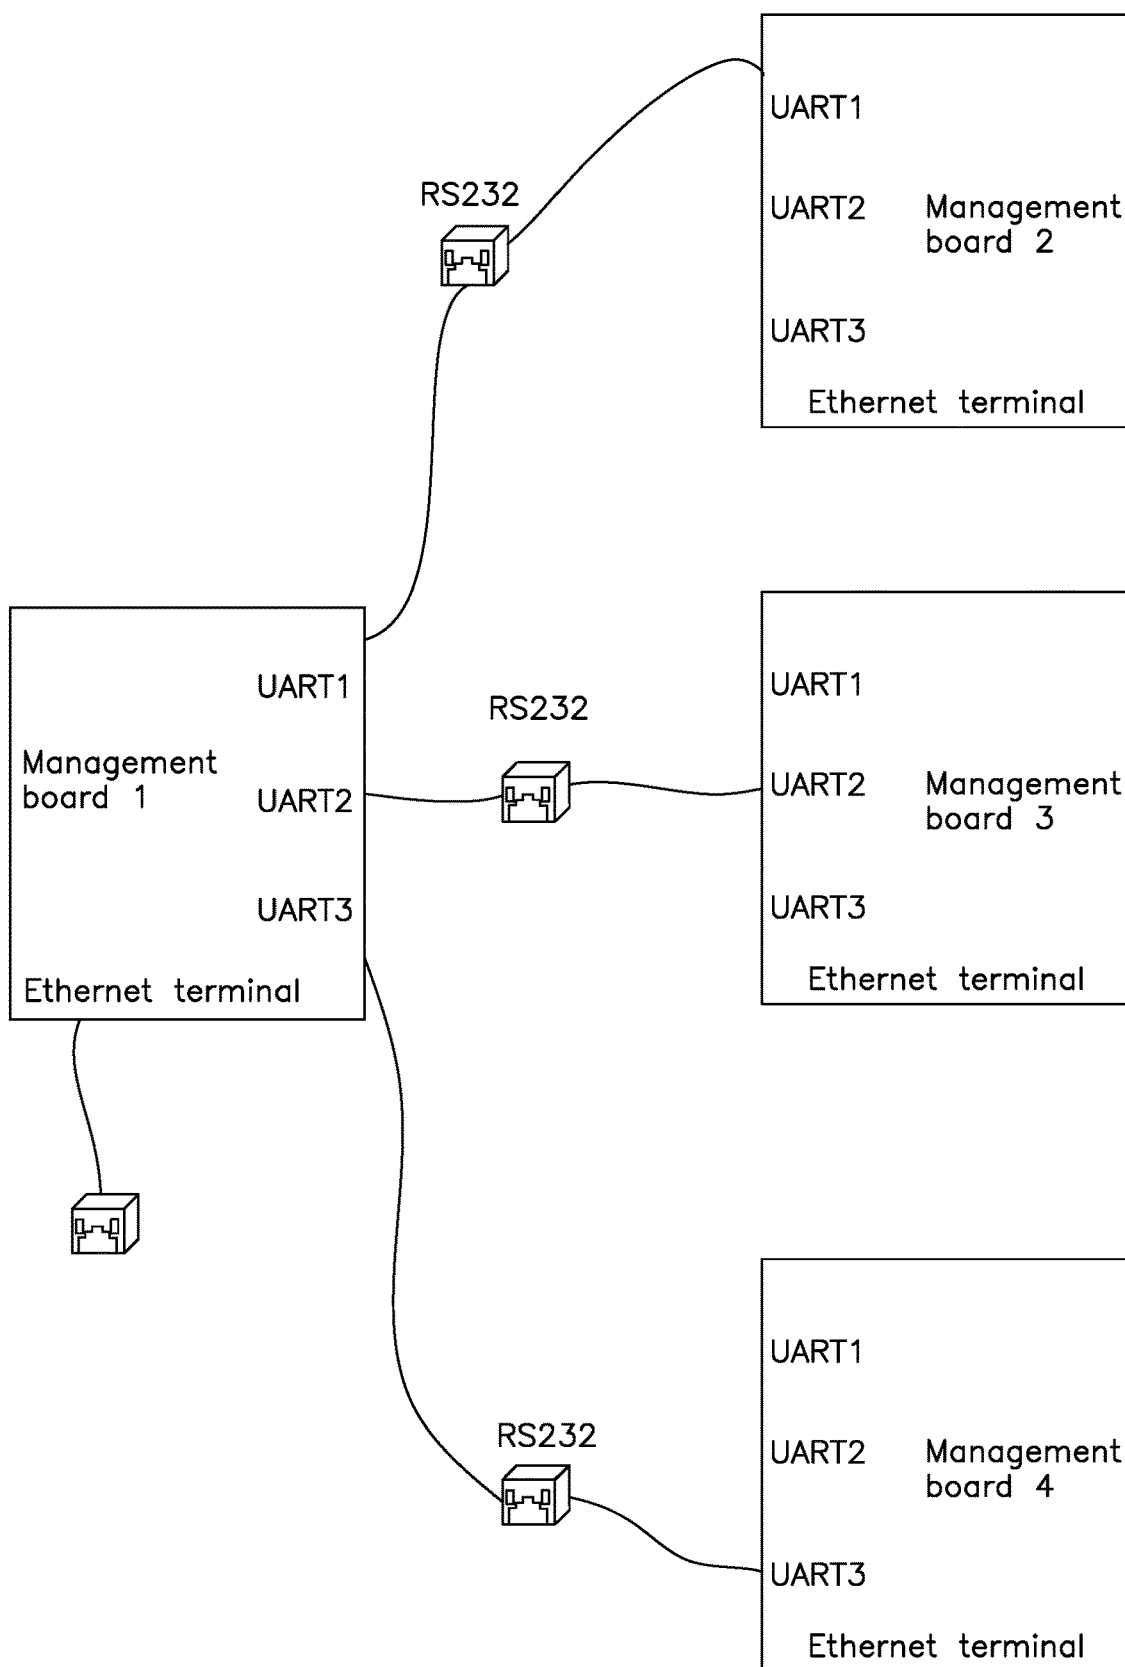 UART1
RS232
UART2
Management
board 2
UART3
Ethernet terminal
UART1
Management
board 1
UART2
UART3
Ethernet terminal
RS232
UART1
UART2
Management
board 3
UART3
Ethernet terminal
RS232
UART1
UART2
Management
board 4
UART3
Ethernet terminal